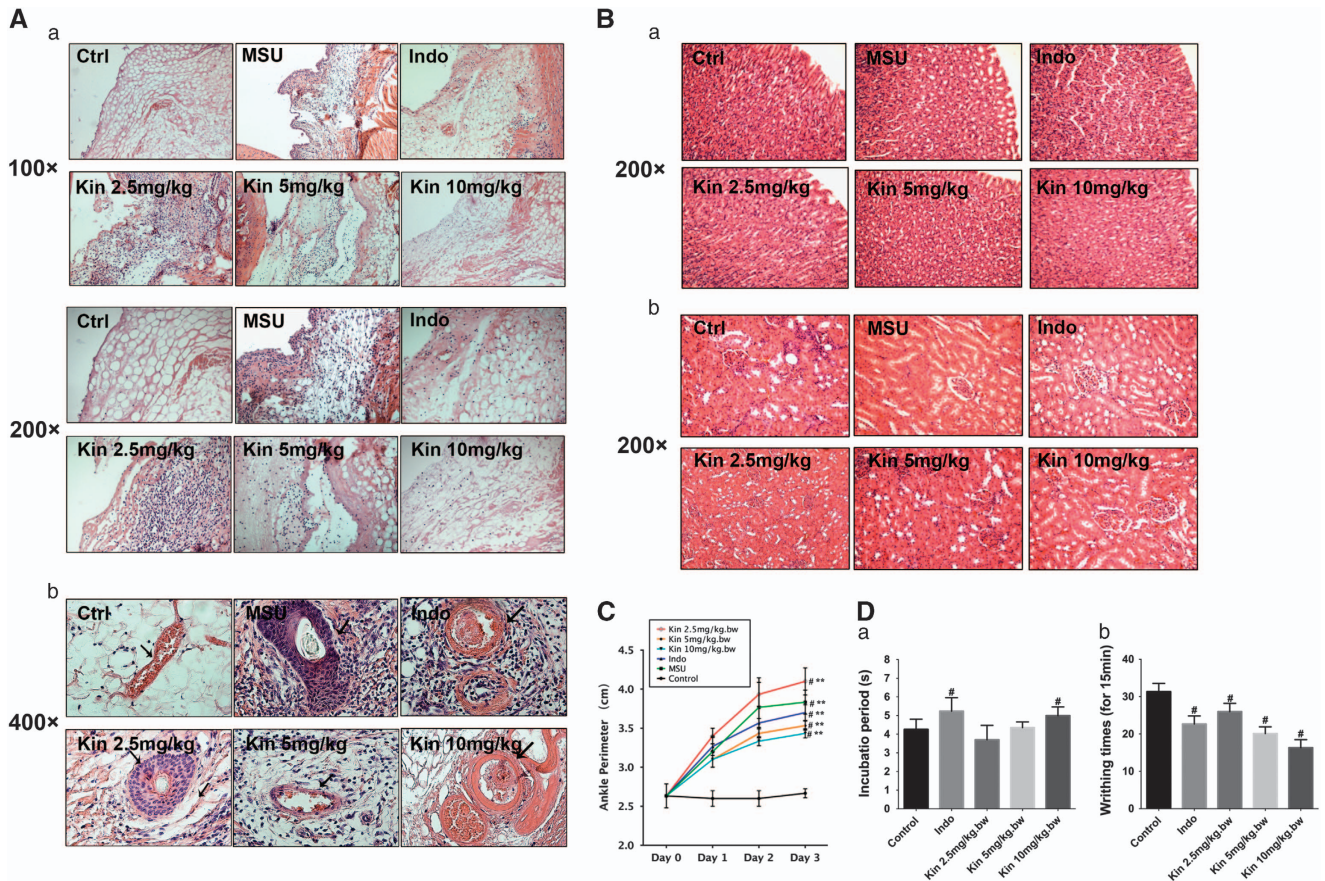 A
a
Ctrl
MSU
Indo
100×
Kin 2.5mg/kg
Kin 5mg/kg
Kin 10mg/kg
Ctrl
MSU
Indo
200×
Kin 2.5mg/kg
Kin 5mg/kg
Kin 10mg/kg
b
Ctrl
MSU
Indo
400×
Kin 2.5mg/kg
Kin 5mg/kg
Kin 10mg/kg
B
a
Ctrl
MSU
Indo
200×
Kin 2.5mg/kg
Kin 5mg/kg
Kin 10mg/kg
b
Ctrl
MSU
Indo
200×
Kin 2.5mg/kg
Kin 5mg/kg
Kin 10mg/kg
C
Kin 2.5mg/kg.bw
Kin 5mg/kg.bw
Kin 10mg/kg.bw
Indo
MSU
Control
Ankle Perimeter (cm)
4.5
4.0
3.5
3.0
2.5
2.0
# **
# **
# **
# **
# **
Day 0 Day 1 Day 2 Day 3
D
a
Incubatio period (s)
8
7
6
5
4
3
2
1
0
#
#
Control
Indo
Kin 2.5mg/kg.bw
Kin 5mg/kg.bw
Kin 10mg/kg.bw
b
Writhing times (for 15min)
40
30
20
10
0
#
#
#
#
Control
Indo
Kin 2.5mg/kg.bw
Kin 5mg/kg.bw
Kin 10mg/kg.bw